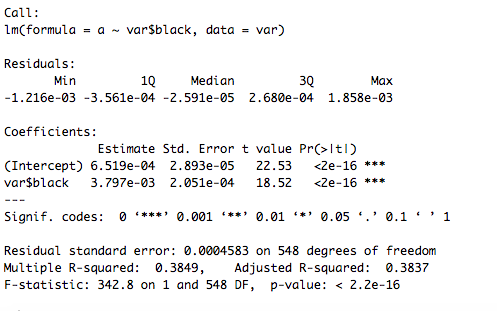 Call:
lm(formula = a ~ var$black, data = var)
Residuals:
Min 1Q Median 3Q Max
-1.216e-03 -3.561e-04 -2.591e-05 2.680e-04 1.858e-03
Coefficients:
Estimate Std. Error t value Pr(>|t|)
(Intercept) 6.519e-04 2.893e-05 22.53 <2e-16 ***
var$black 3.797e-03 2.051e-04 18.52 <2e-16 ***
---
Signif. codes: 0 ‘***’ 0.001 ‘**’ 0.01 ‘*’ 0.05 ‘.’ 0.1 ‘ ’ 1
Residual standard error: 0.0004583 on 548 degrees of freedom
Multiple R-squared: 0.3849, Adjusted R-squared: 0.3837
F-statistic: 342.8 on 1 and 548 DF, p-value: < 2.2e-16